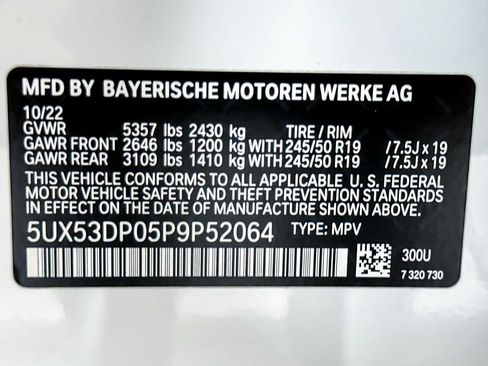 MFD BY BAYERISCHE MOTOREN WERKE AG
10/22
GVWR 5357 lbs 2430 kg TIRE / RIM
GAWR FRONT 2646 lbs 1200 kg WITH 245/50 R19 / 7.5J x 19
GAWR REAR 3109 lbs 1410 kg WITH 245/50 R19 / 7.5J x 19
THIS VEHICLE CONFORMS TO ALL APPLICABLE U. S. FEDERAL
MOTOR VEHICLE SAFETY AND THEFT PREVENTION STANDARDS
IN EFFECT ON THE DATE OF MANUFACTURE SHOWN ABOVE.
5UX53DP05P9P52064 TYPE: MPV
300U
7 320 730